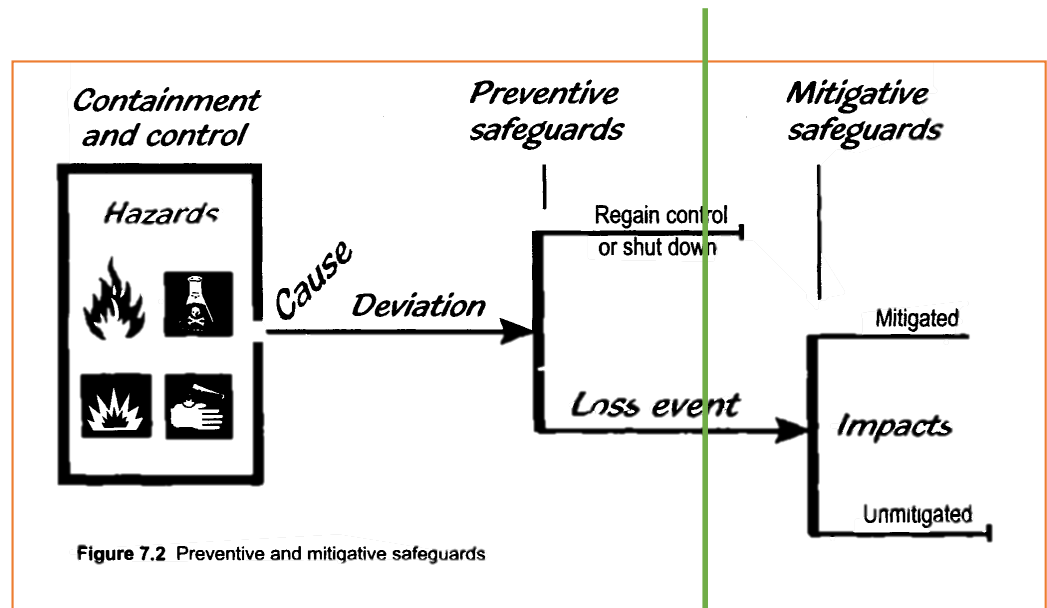 Containment
and control
Preventive
safeguards
Mitigative
safeguards
Hazards
Cause
Deviation
Regain control
or shut down
Loss event
Mitigated
Impacts
Unmitigated
Figure 7.2 Preventive and mitigative safeguards